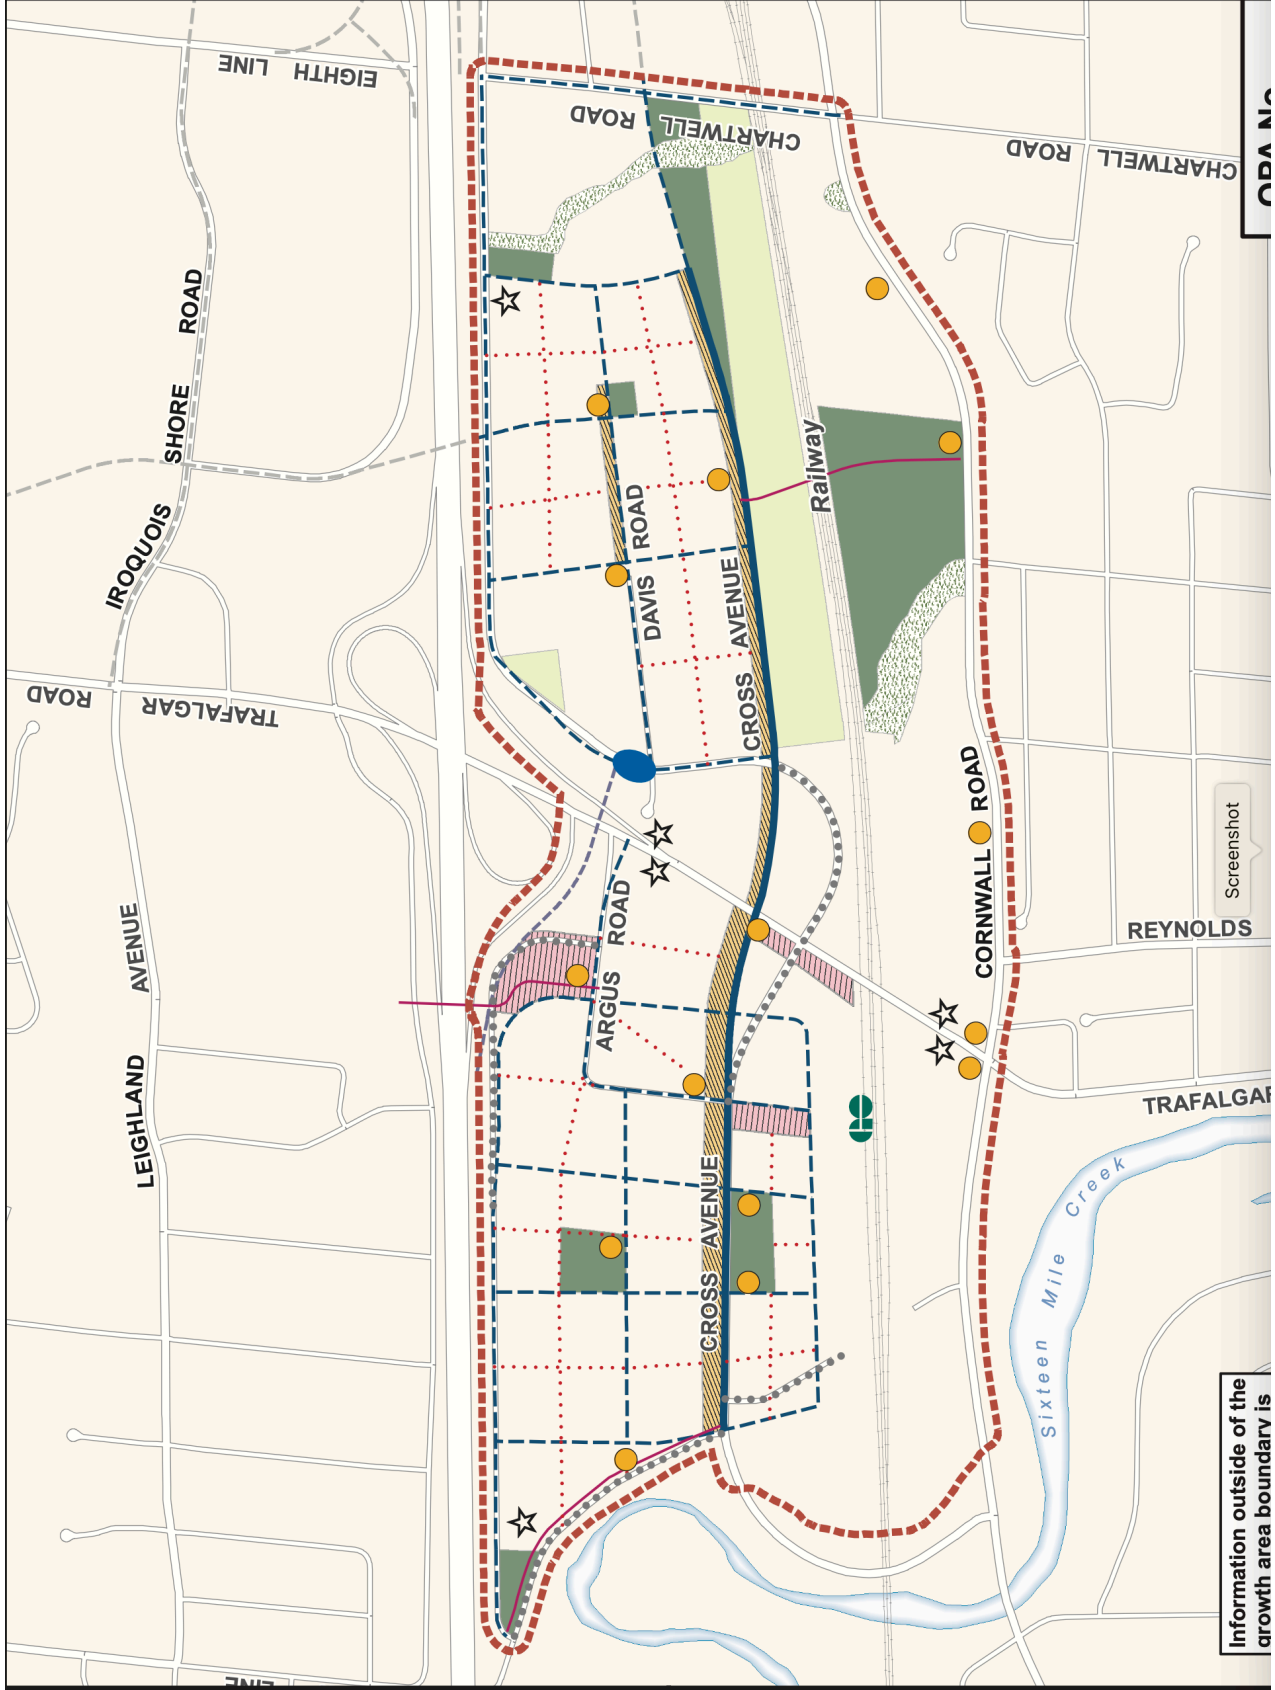 EIGHTH LINE
CHARTWELL ROAD
CHARTWELL ROAD
OPA No
IROQUOIS SHORE ROAD
Railway
DAVIS ROAD
CROSS AVENUE
TRAFALGAR ROAD
CORNWALL ROAD
Screenshot
REYNOLDS
LEIGHLAND AVENUE
ARGUS ROAD
CROSS AVENUE
TRAFALGAR
Sixteen Mile Creek
LINE
Information outside of the
growth area boundary is